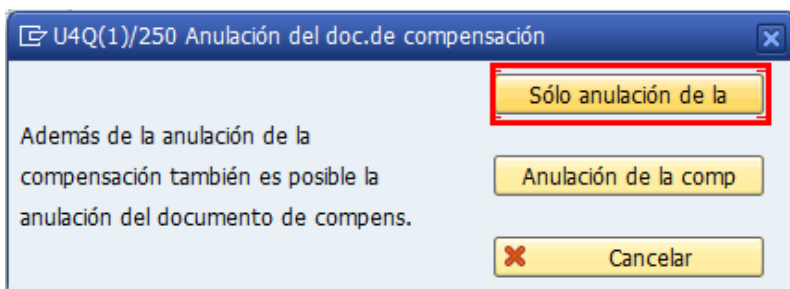 U4Q(1)/250 Anulación del doc.de compensación
Sólo anulación de la
Además de la anulación de la
compensación también es posible la
anulación del documento de compens.
Anulación de la comp
Cancelar